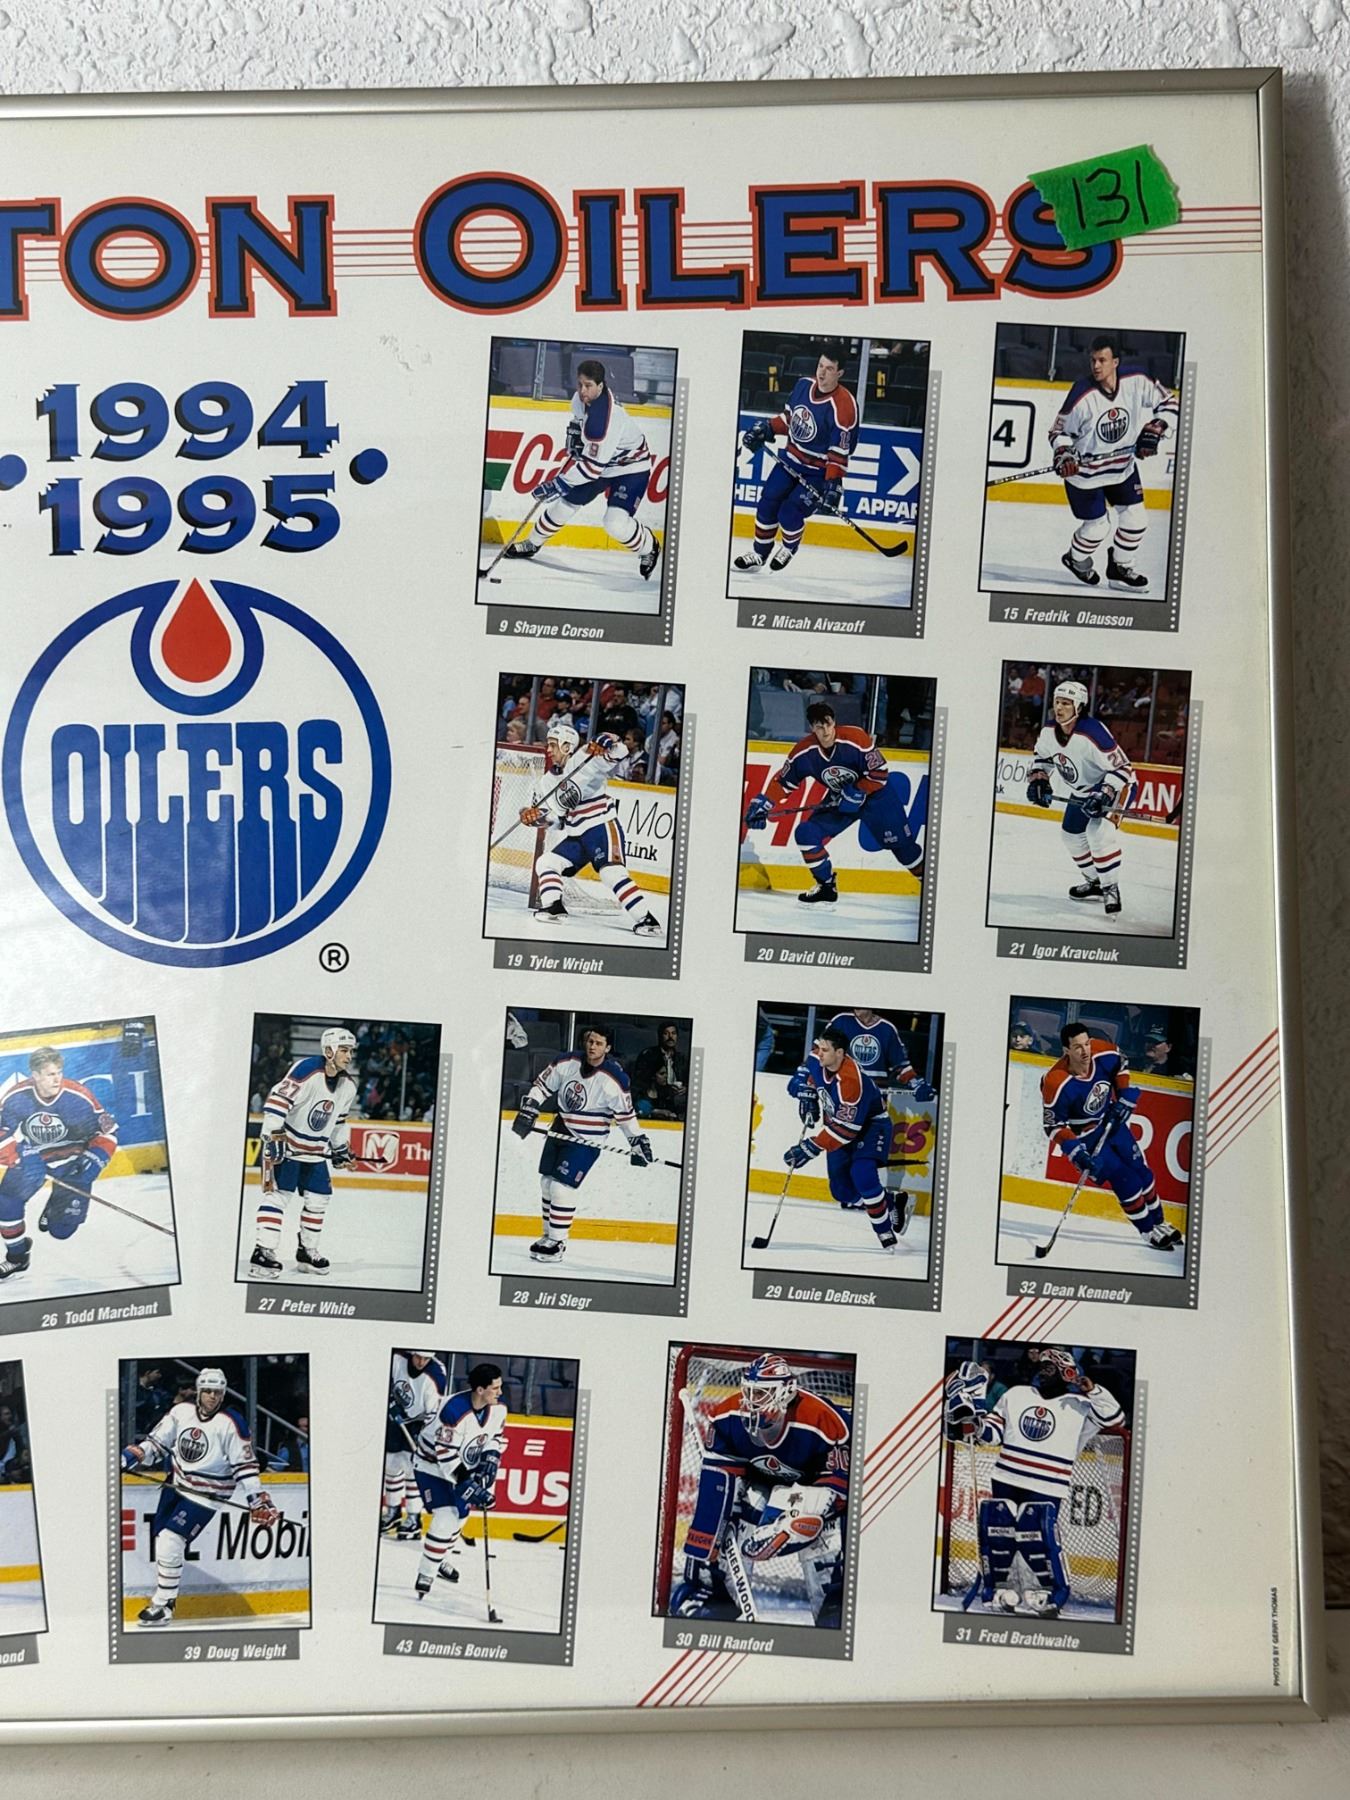 TON OILERS
131
1994
1995
OILERS
®
9 Shayne Corson
12 Micah Aivazoff
15 Fredrik Olausson
19 Tyler Wright
20 David Oliver
21 Igor Kravchuk
26 Todd Marchant
27 Peter White
28 Jiri Slegr
29 Louie DeBrusk
32 Dean Kennedy
ond
39 Doug Weight
43 Dennis Bonvie
30 Bill Ranford
31 Fred Brathwaite
PHOTOS BY GERRY THOMAS